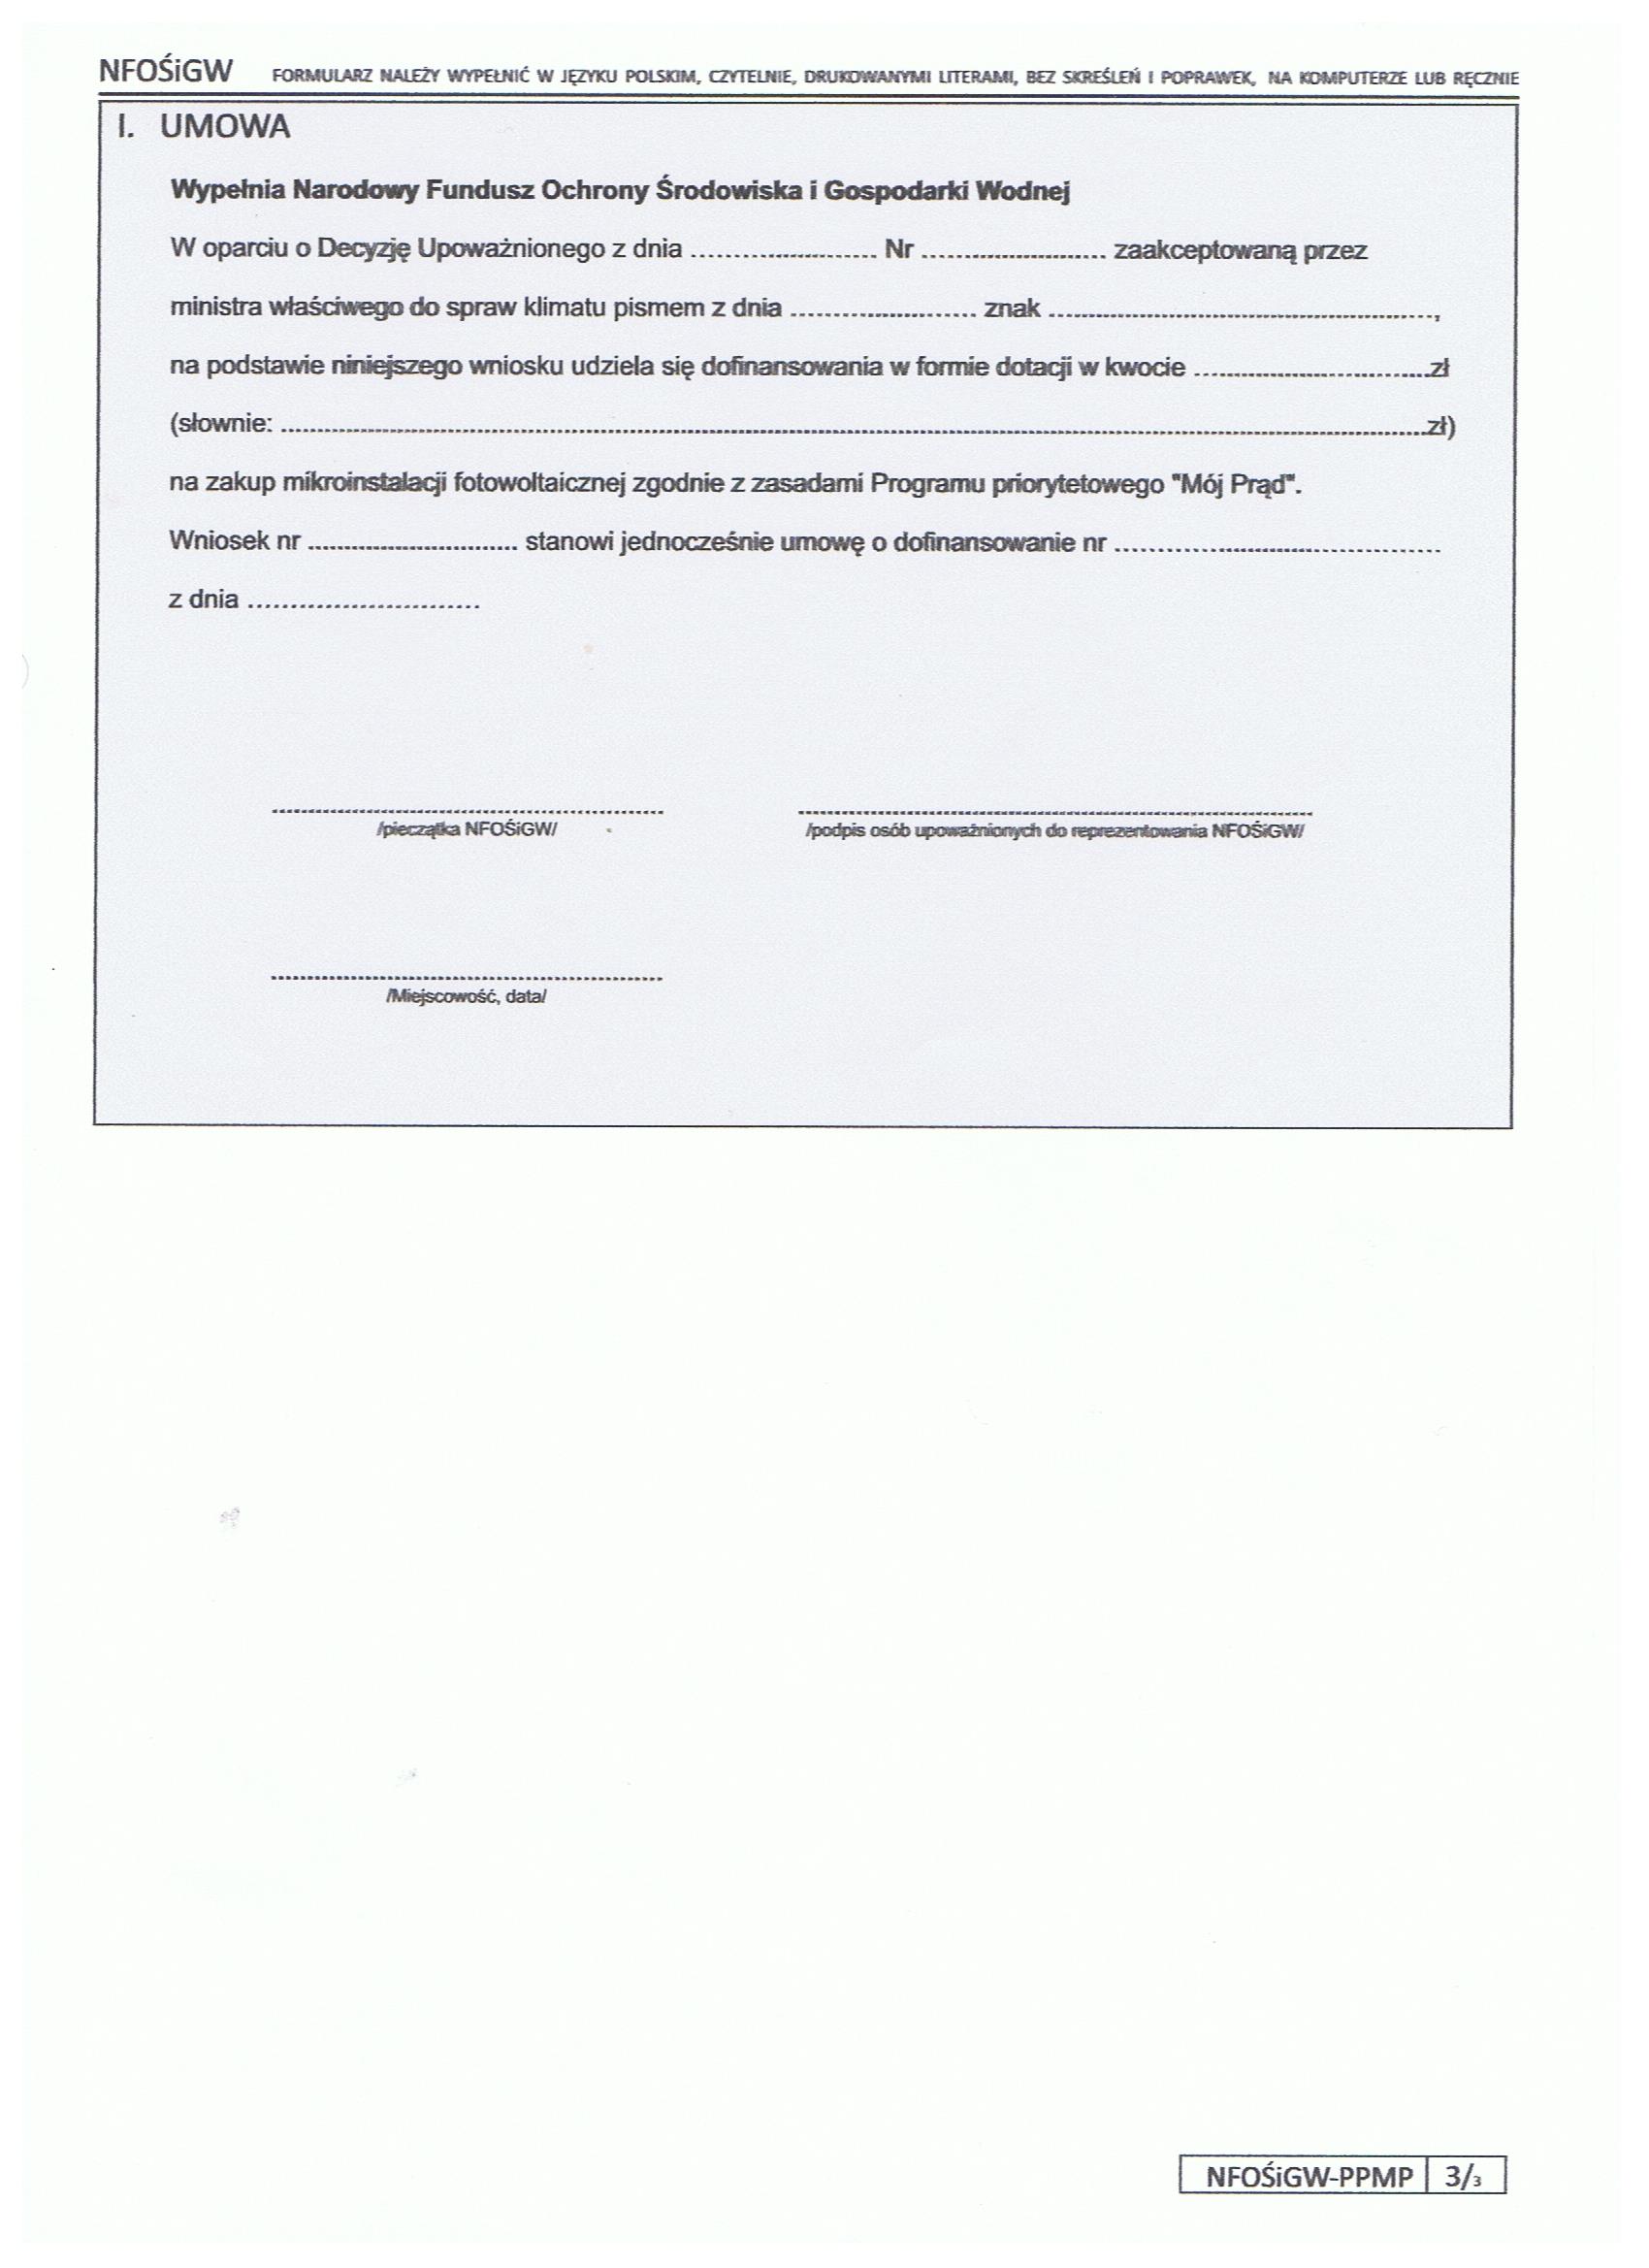 NFOŚiGW FORMULARZ NALEŻY WYPEŁNIĆ W JĘZYKU POLSKIM, CZYTELNIE, DRUKOWANYMI LITERAMI, BEZ SKREŚLEŃ I POPRAWEK, NA KOMPUTERZE LUB RĘCZNIE
I. UMOWA
Wypełnia Narodowy Fundusz Ochrony Środowiska i Gospodarki Wodnej
W oparciu o Decyzję Upoważnionego z dnia .......................... Nr .......................... zaakceptowaną przez
ministra właściwego do spraw klimatu pismem z dnia .......................... znak ......................................................,
na podstawie niniejszego wniosku udziela się dofinansowania w formie dotacji w kwocie ................................zł
(słownie: ................................................................................................................................................zł)
na zakup mikroinstalacji fotowoltaicznej zgodnie z zasadami Programu priorytetowego "Mój Prąd".
Wniosek nr ............................. stanowi jednocześnie umowę o dofinansowanie nr .............................................
z dnia ...........................
/pieczątka NFOŚiGW/ /podpis osób upoważnionych do reprezentowania NFOŚiGW/
/Miejscowość, data/
NFOŚiGW-PPMP 3/3